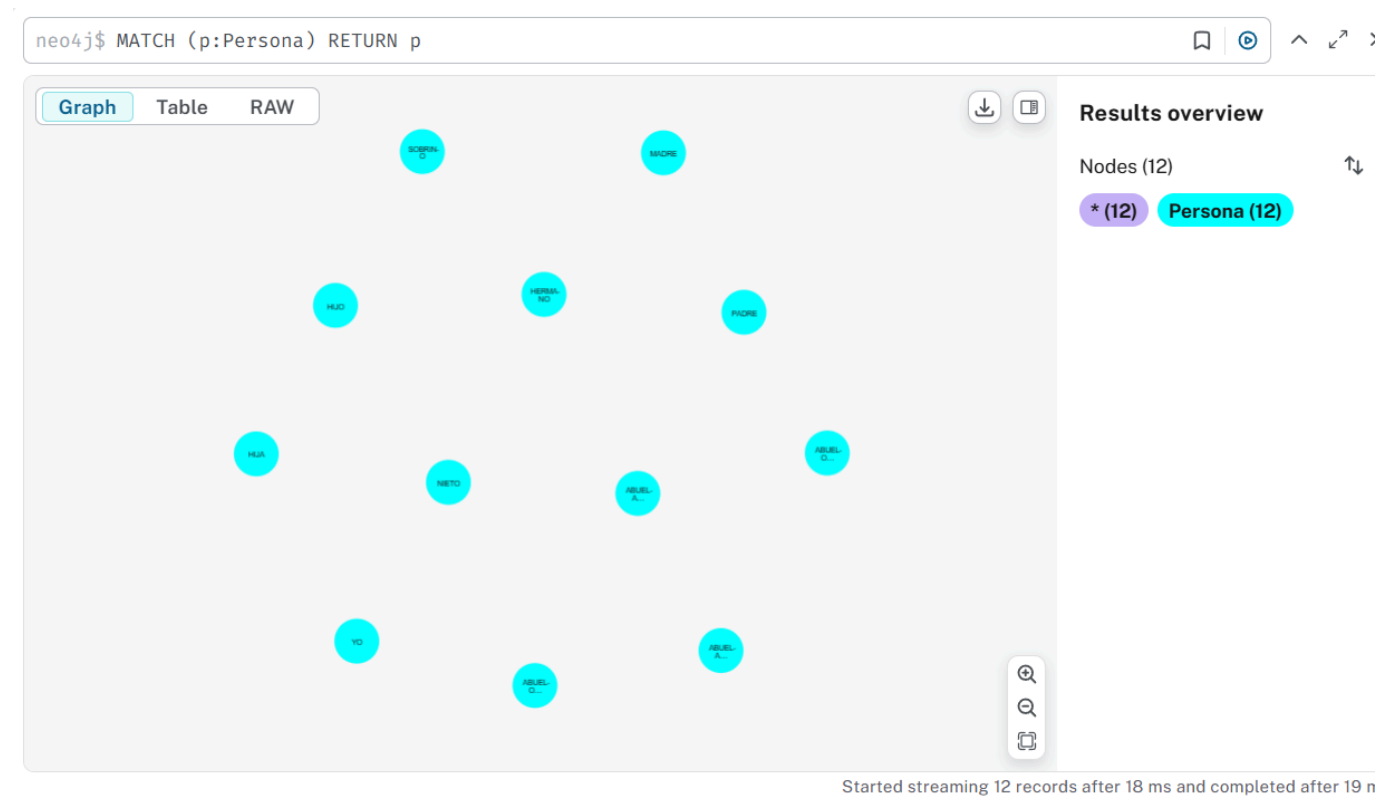 neo4j$ MATCH (p:Persona) RETURN p
Graph Table RAW
Results overview
Nodes (12)
* (12) Persona (12)
SOBRIN-
O
MADRE
HIJO
HERMA-
NO
PADRE
HIJA
NIETO
ABUEL-
A...
ABUEL-
O...
YO
ABUEL-
O...
ABUEL-
A...
Started streaming 12 records after 18 ms and completed after 19 m